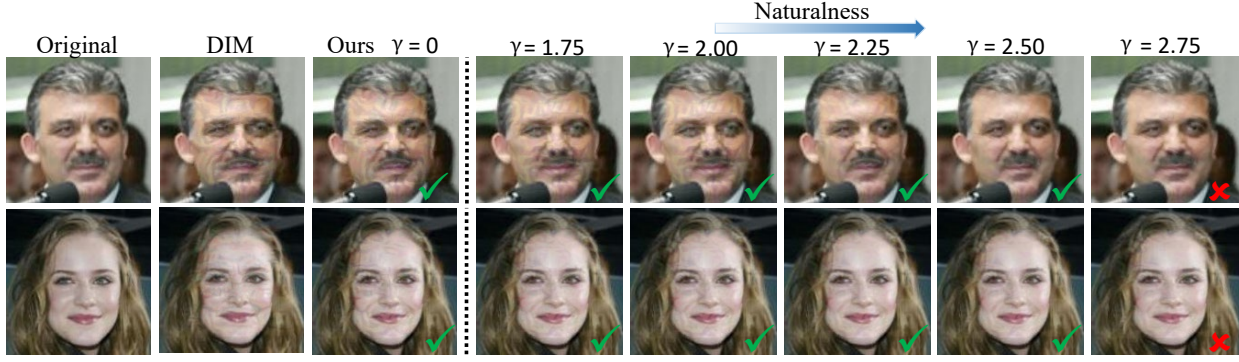 Naturalness
Original DIM Ours γ = 0 γ = 1.75 γ = 2.00 γ = 2.25 γ = 2.50 γ = 2.75